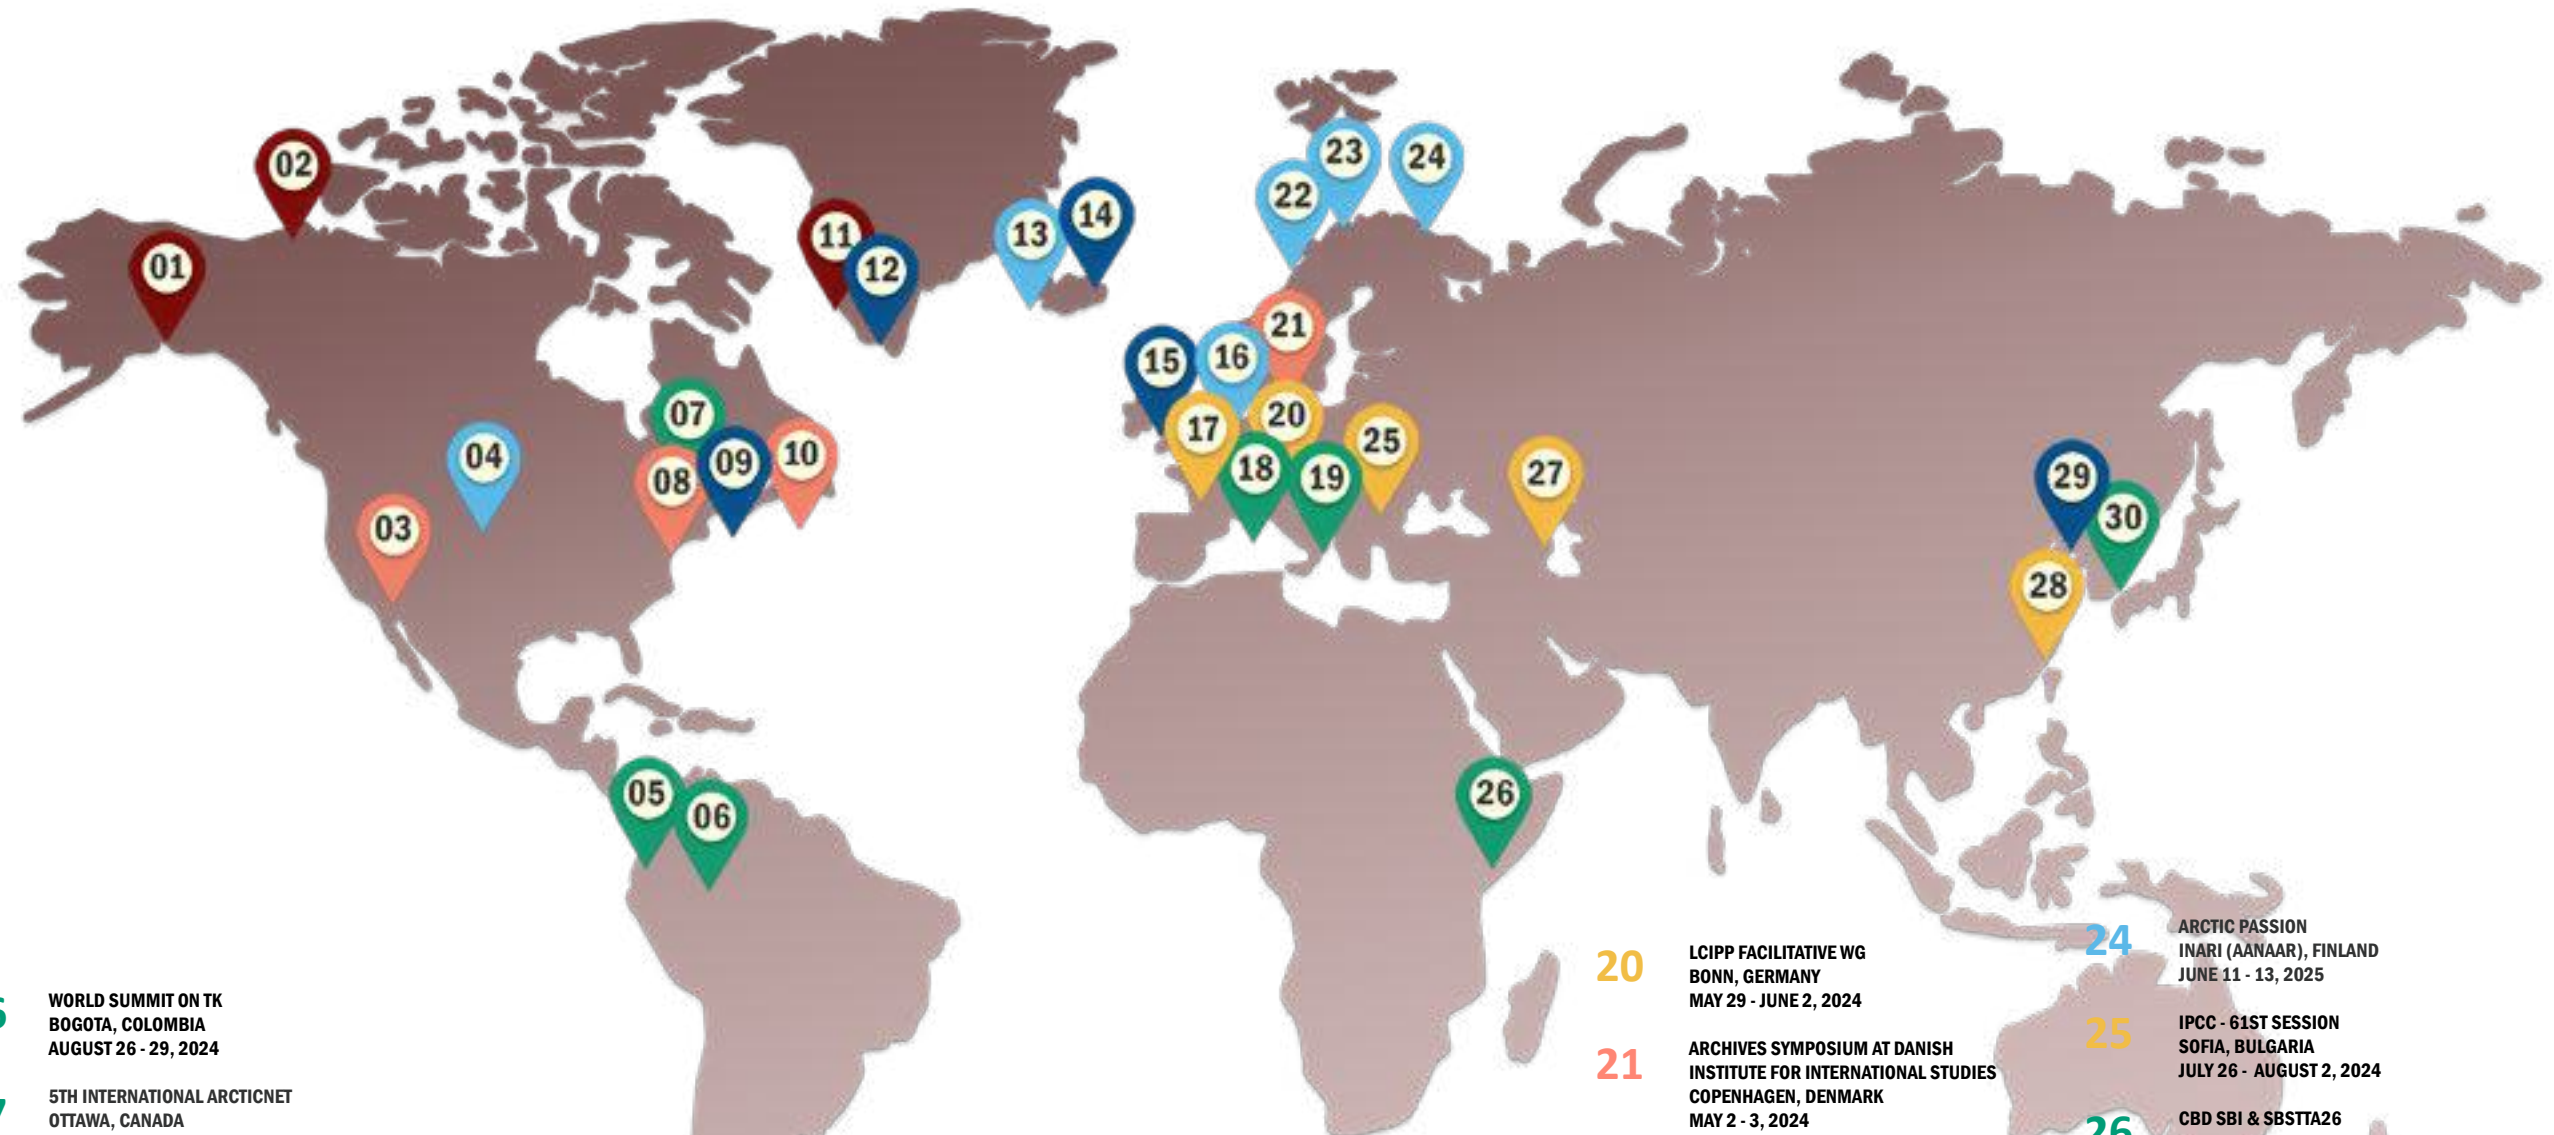 02
01
11
12
13
14
22
23
24
15
16
21
07
04
08
09
10
03
17
20
18
19
25
27
29
30
28
05
06
26
WORLD SUMMIT ON TK
BOGOTA, COLOMBIA
AUGUST 26 - 29, 2024
5TH INTERNATIONAL ARCTICNET
OTTAWA, CANADA
20
LCIPP FACILITATIVE WG
BONN, GERMANY
MAY 29 - JUNE 2, 2024
21
ARCHIVES SYMPOSIUM AT DANISH
INSTITUTE FOR INTERNATIONAL STUDIES
COPENHAGEN, DENMARK
MAY 2 - 3, 2024
24
ARCTIC PASSION
INARI (AANAAR), FINLAND
JUNE 11 - 13, 2025
25
IPCC - 61ST SESSION
SOFIA, BULGARIA
JULY 26 - AUGUST 2, 2024
26
CBD SBI & SBSTTA26